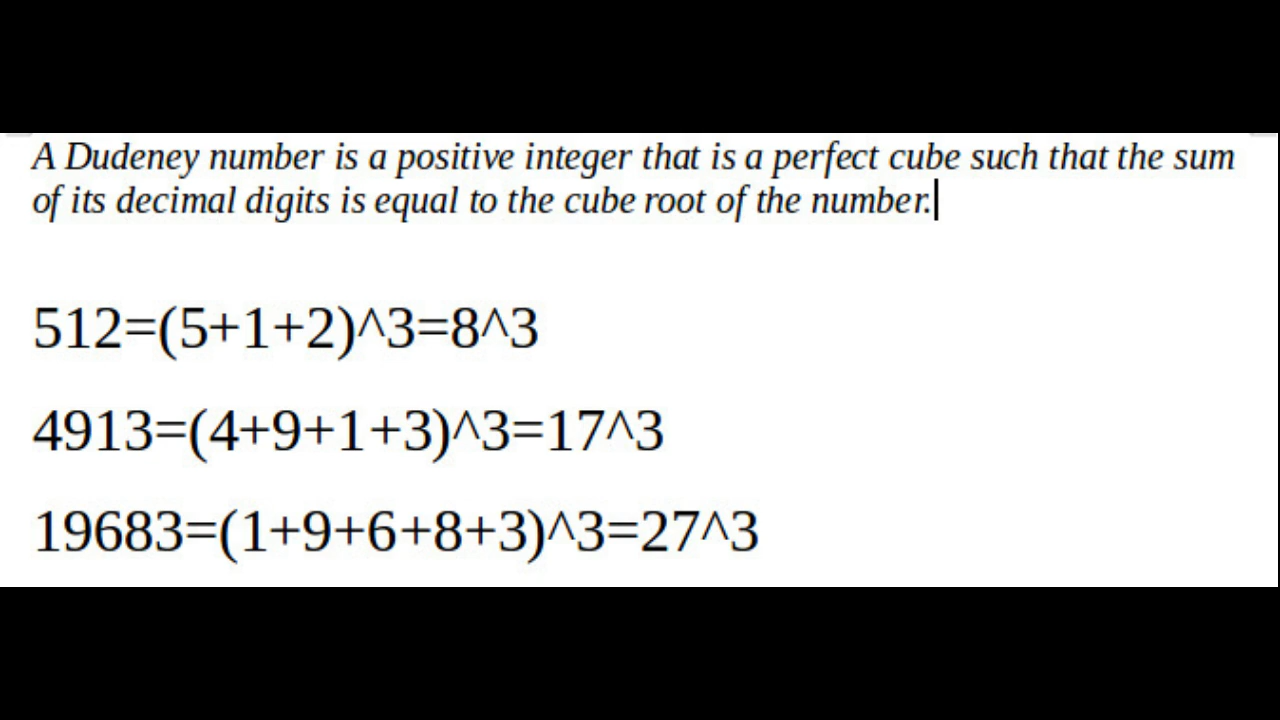 A Dudeney number is a positive integer that is a perfect cube such that the sum
of its decimal digits is equal to the cube root of the number.
512=(5+1+2)^3=8^3
4913=(4+9+1+3)^3=17^3
19683=(1+9+6+8+3)^3=27^3